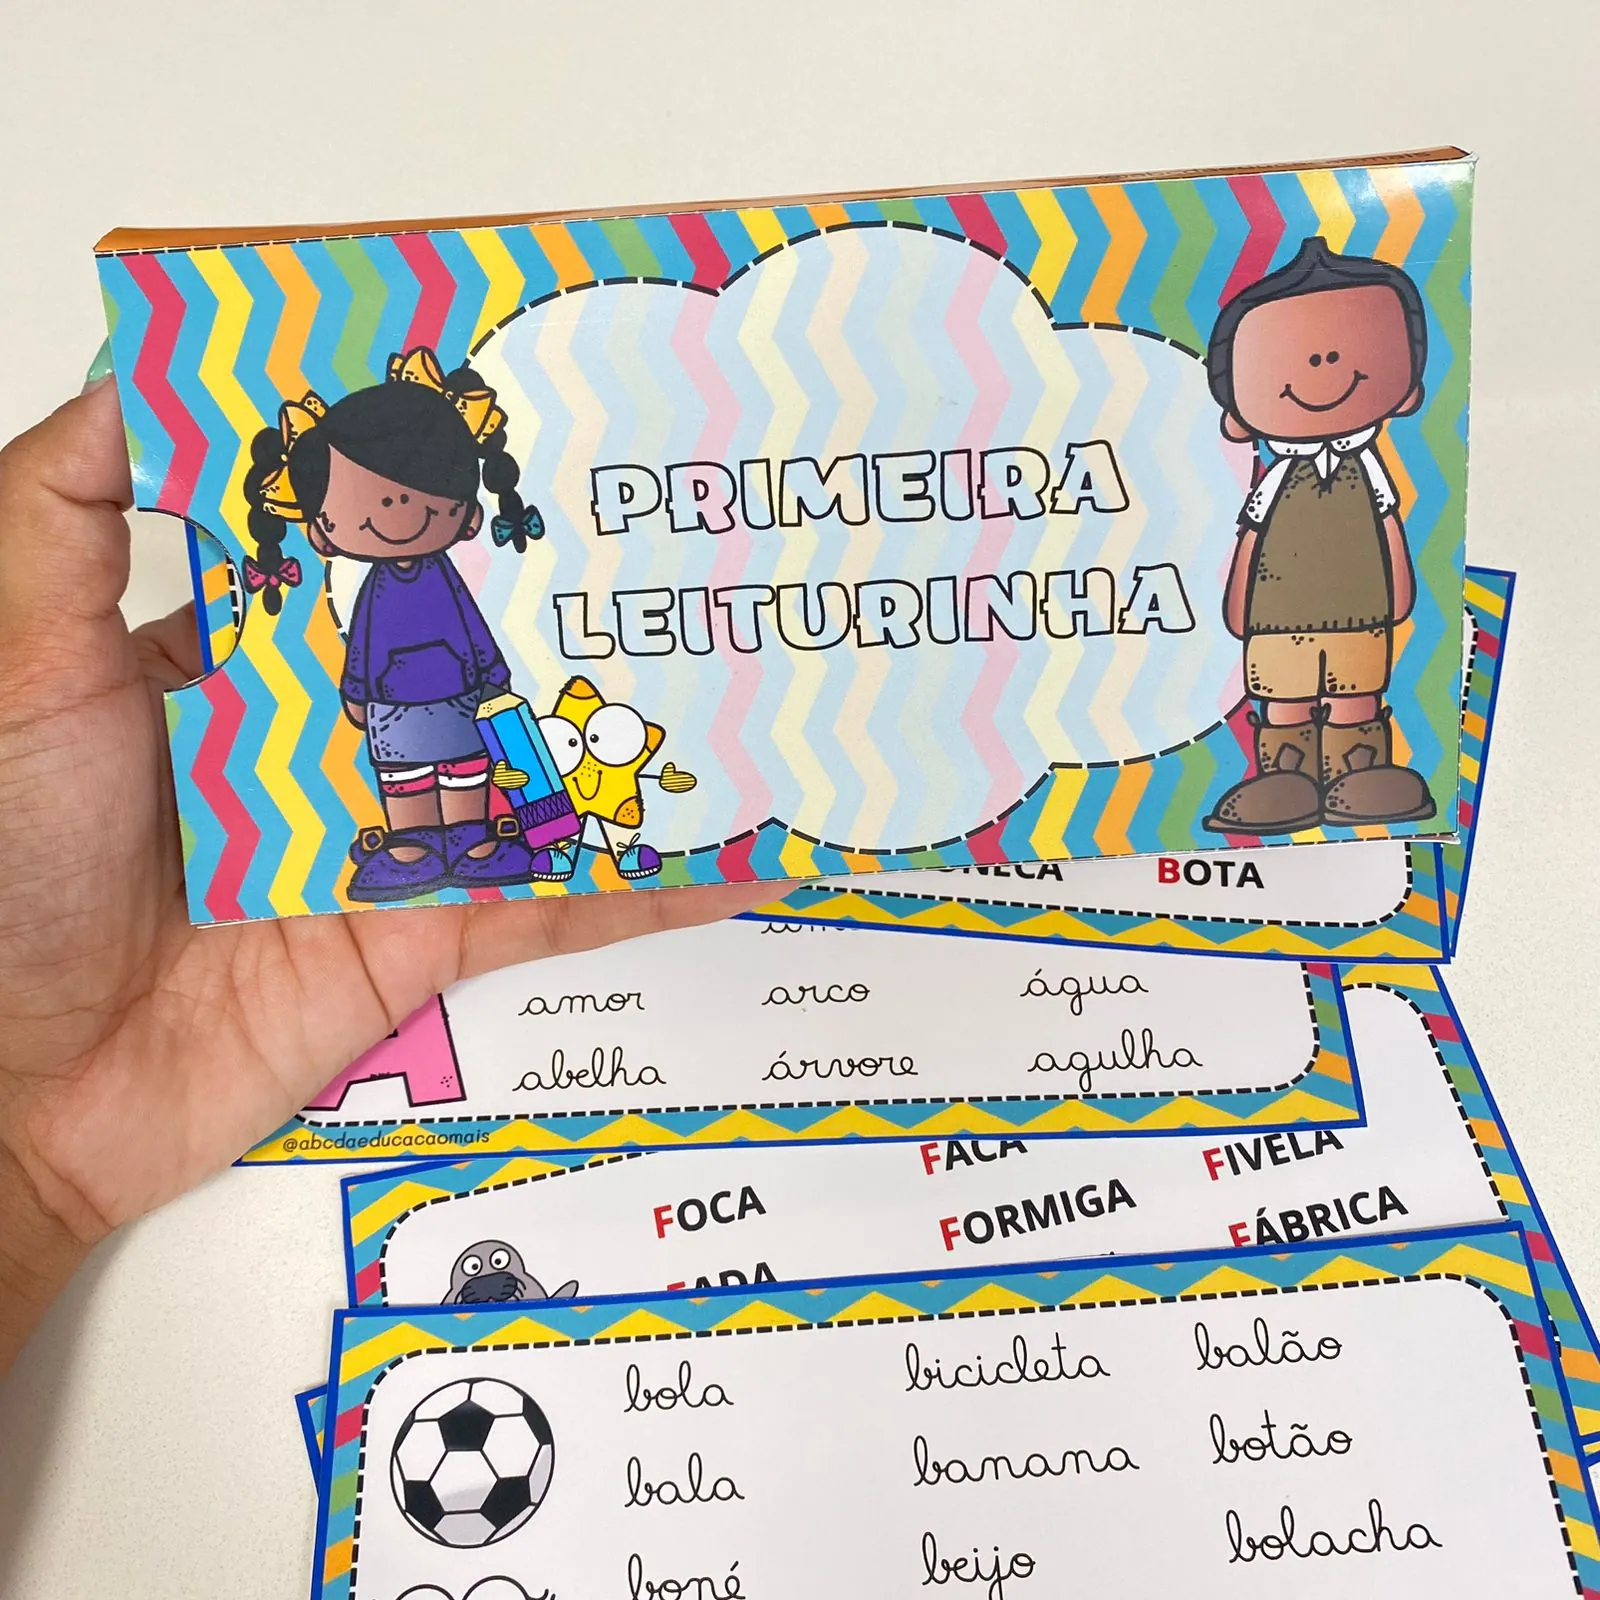 PRIMEIRA
LEITURINHA
BOTA
amor arco água
abelha árvore agulha
@abcdaeducacaomais
FACA FIVELA
FOCA FORMIGA FÁBRICA
FADA
bola bicicleta balão
bala banana botão
boné beijo bolacha